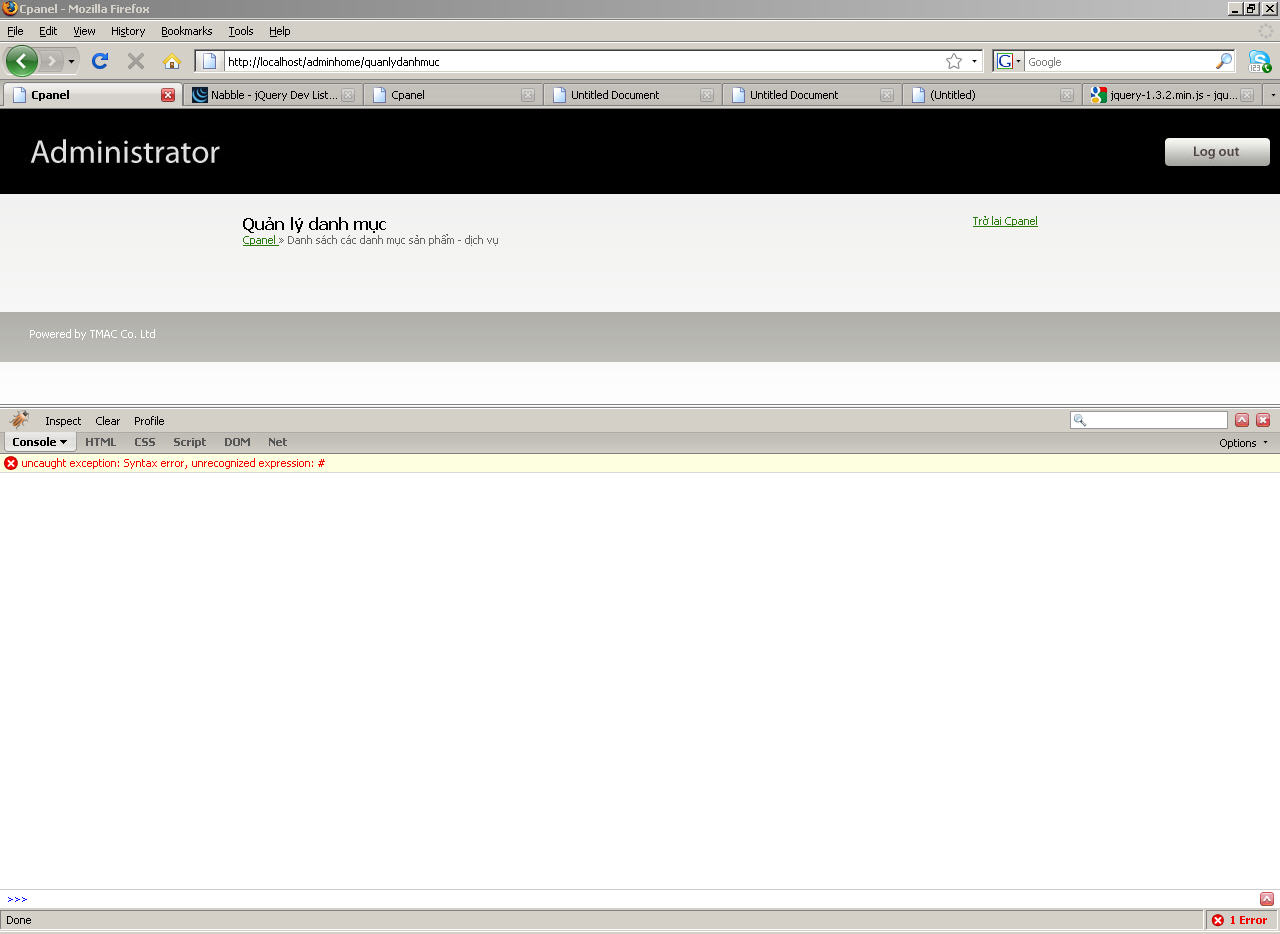 Cpanel - Mozilla Firefox
File Edit View History Bookmarks Tools Help
http://localhost/adminhome/quanlydanhmuc
G Google
123
Cpanel Nabble - jQuery Dev List... Cpanel Untitled Document Untitled Document (Untitled) jquery-1.3.2.min.js - jqu...
Administrator Log out
Quản lý danh mục Trở lai Cpanel
Cpanel » Danh sách các danh mục sản phẩm - dịch vụ
Powered by TMAC Co. Ltd
Inspect Clear Profile
Console HTML CSS Script DOM Net Options
uncaught exception: Syntax error, unrecognized expression: #
>>>
Done 1 Error